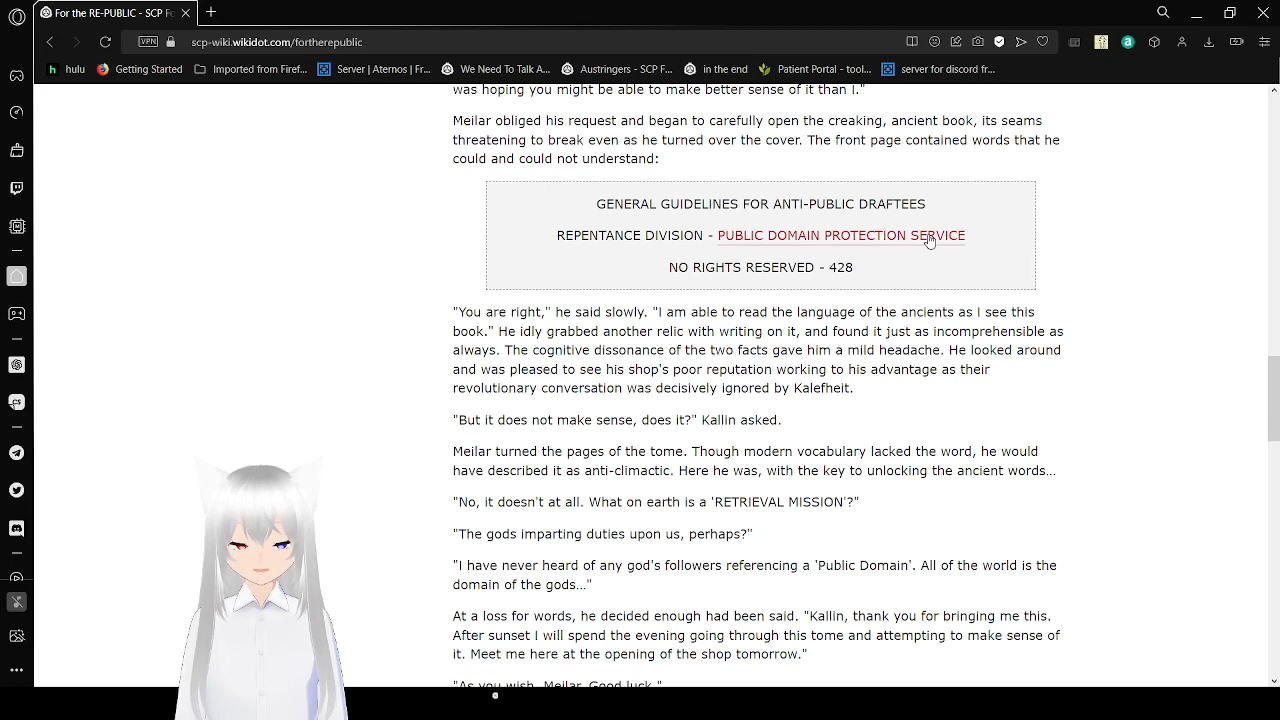 For the RE-PUBLIC - SCP Fo
VPN
scp-wiki.wikidot.com/fortherepublic
hulu
Getting Started
Imported from Firef...
Server | Aternos | Fr...
We Need To Talk A...
Austringers - SCP F...
in the end
Patient Portal - tool...
server for discord fr...
was hoping you might be able to make better sense of it than I."
Meilar obliged his request and began to carefully open the creaking, ancient book, its seams
threatening to break even as he turned over the cover. The front page contained words that he
could and could not understand:
GENERAL GUIDELINES FOR ANTI-PUBLIC DRAFTEES
REPENTANCE DIVISION - PUBLIC DOMAIN PROTECTION SERVICE
NO RIGHTS RESERVED - 428
"You are right," he said slowly. "I am able to read the language of the ancients as I see this
book." He idly grabbed another relic with writing on it, and found it just as incomprehensible as
always. The cognitive dissonance of the two facts gave him a mild headache. He looked around
and was pleased to see his shop's poor reputation working to his advantage as their
revolutionary conversation was decisively ignored by Kalefheit.
"But it does not make sense, does it?" Kallin asked.
Meilar turned the pages of the tome. Though modern vocabulary lacked the word, he would
have described it as anti-climactic. Here he was, with the key to unlocking the ancient words...
"No, it doesn't at all. What on earth is a 'RETRIEVAL MISSION'?"
"The gods imparting duties upon us, perhaps?"
"I have never heard of any god's followers referencing a 'Public Domain'. All of the world is the
domain of the gods..."
At a loss for words, he decided enough had been said. "Kallin, thank you for bringing me this.
After sunset I will spend the evening going through this tome and attempting to make sense of
it. Meet me here at the opening of the shop tomorrow."
"As you wish, Meilar. Good luck."